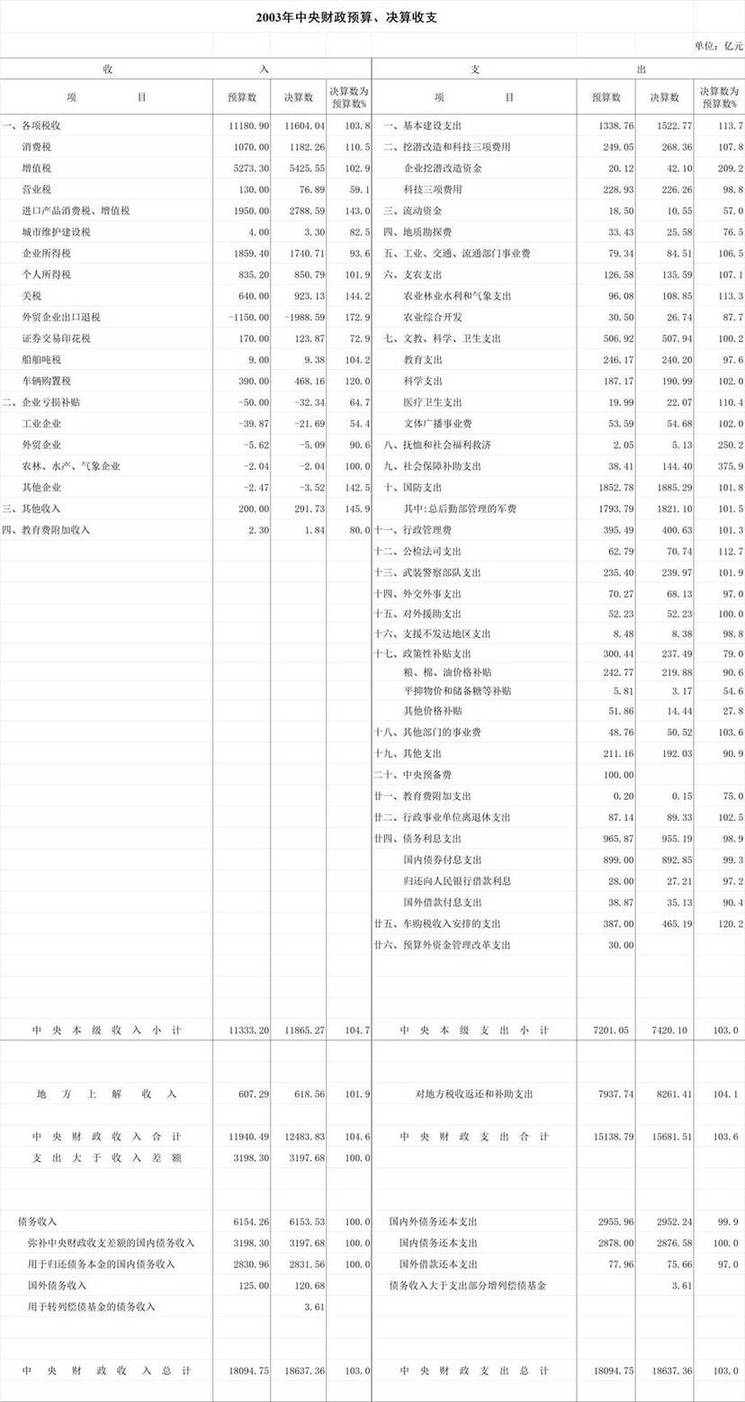 2003年中央财政预算、决算收支
单位：亿元
收 入 支 出
项 目 预算数 决算数 决算数为预算数% 项 目 预算数 决算数 决算数为预算数%
一、各项税收 11180.90 11604.04 103.8 一、基本建设支出 1338.76 1522.77 113.7
消费税 1070.00 1182.26 110.5 二、挖潜改造和科技三项费用 249.05 268.36 107.8
增值税 5273.30 5425.55 102.9 企业挖潜改造资金 20.12 42.10 209.2
营业税 130.00 76.89 59.1 科技三项费用 228.93 226.26 98.8
进口产品消费税、增值税 1950.00 2788.59 143.0 三、流动资金 18.50 10.55 57.0
城市维护建设税 4.00 3.30 82.5 四、地质勘探费 33.43 25.58 76.5
企业所得税 1859.40 1740.71 93.6 五、工业、交通、流通部门事业费 79.34 84.51 106.5
个人所得税 835.20 850.79 101.9 六、支农支出 126.58 135.59 107.1
关税 640.00 923.13 144.2 农业林业水利和气象支出 96.08 108.85 113.3
外贸企业出口退税 -1150.00 -1988.59 172.9 农业综合开发 30.50 26.74 87.7
证券交易印花税 170.00 123.87 72.9 七、文教、科学、卫生支出 506.92 507.94 100.2
船舶吨税 9.00 9.38 104.2 教育支出 246.17 240.20 97.6
车辆购置税 390.00 468.16 120.0 科学支出 187.17 190.99 102.0
二、企业亏损补贴 -50.00 -32.34 64.7 医疗卫生支出 19.99 22.07 110.4
工业企业 -39.87 -21.69 54.4 文体广播事业费 53.59 54.68 102.0
外贸企业 -5.62 -5.09 90.6 八、抚恤和社会福利救济 2.05 5.13 250.2
农林、水产、气象企业 -2.04 -2.04 100.0 九、社会保障补助支出 38.41 144.40 375.9
其他企业 -2.47 -3.52 142.5 十、国防支出 1852.78 1885.29 101.8
三、其他收入 200.00 291.73 145.9 其中:总后勤部管理的军费 1793.79 1821.10 101.5
四、教育费附加收入 2.30 1.84 80.0 十一、行政管理费 395.49 400.63 101.3
十二、公检法司支出 62.79 70.74 112.7
十三、武装警察部队支出 235.40 239.97 101.9
十四、外交外事支出 70.27 68.13 97.0
十五、对外援助支出 52.23 52.23 100.0
十六、支援不发达地区支出 8.48 8.38 98.8
十七、政策性补贴支出 300.44 237.49 79.0
粮、棉、油价格补贴 242.77 219.88 90.6
平抑物价和储备糖等补贴 5.81 3.17 54.6
其他价格补贴 51.86 14.44 27.8
十八、其他部门的事业费 48.76 50.52 103.6
十九、其他支出 211.16 192.03 90.9
二十、中央预备费 100.00
廿一、教育费附加支出 0.20 0.15 75.0
廿二、行政事业单位离退休支出 87.14 89.33 102.5
廿四、债务利息支出 965.87 955.19 98.9
国内债券付息支出 899.00 892.85 99.3
归还向人民银行借款利息 28.00 27.21 97.2
国外借款付息支出 38.87 35.13 90.4
廿五、车购税收入安排的支出 387.00 465.19 120.2
廿六、预算外资金管理改革支出 30.00
中央本级收入小计 11333.20 11865.27 104.7 中央本级支出小计 7201.05 7420.10 103.0
地方上解收入 607.29 618.56 101.9 对地方税收返还和补助支出 7937.74 8261.41 104.1
中央财政收入合计 11940.49 12483.83 104.6 中央财政支出合计 15138.79 15681.51 103.6
支出大于收入差额 3198.30 3197.68 100.0
债务收入 6154.26 6153.53 100.0 国内外债务还本支出 2955.96 2952.24 99.9
弥补中央财政收支差额的国内债务收入 3198.30 3197.68 100.0 国内债务还本支出 2878.00 2876.58 100.0
用于归还债务本金的国内债务收入 2830.96 2831.56 100.0 国外借款还本支出 77.96 75.66 97.0
国外债务收入 125.00 120.68 债务收入大于支出部分增列偿债基金 3.61
用于转列偿债基金的债务收入 3.61
中央财政收入总计 18094.75 18637.36 103.0 中央财政支出总计 18094.75 18637.36 103.0